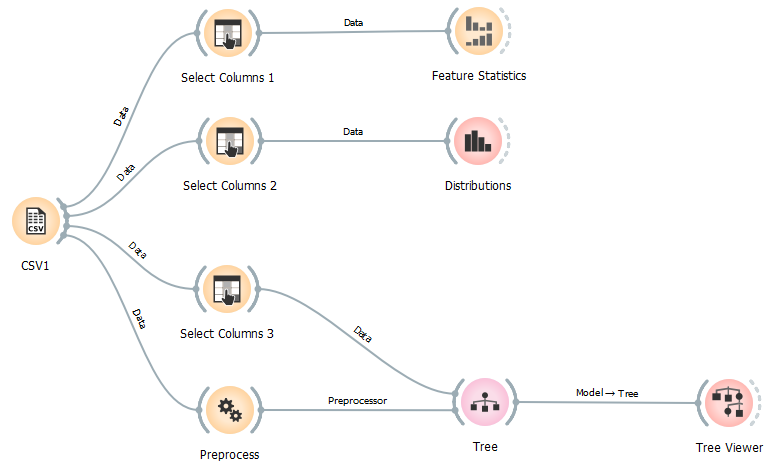 Data
Select Columns 1
Feature Statistics
Data
Data
Select Columns 2
Data
Distributions
CSV
CSV1
Data
Select Columns 3
Data
Data
Preprocessor
Preprocess
Tree
Model → Tree
Tree Viewer